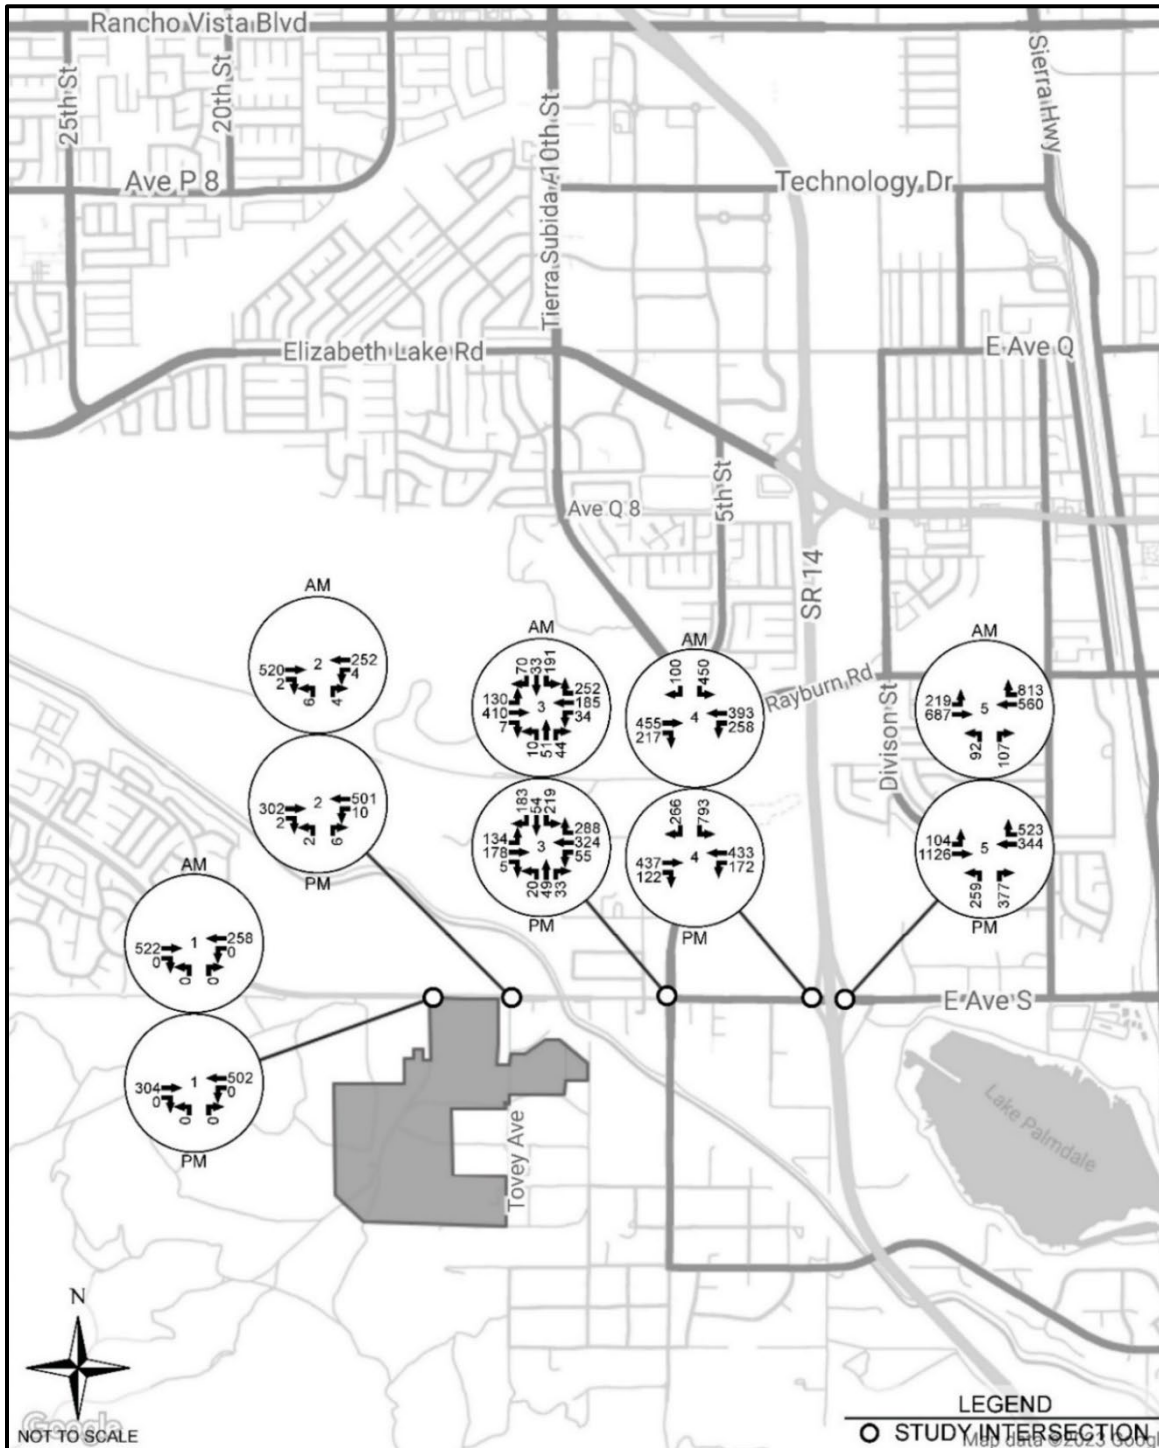 Rancho Vista Blvd
25th St
20th St
Tierra Subida / 10th St
Sierra Hwy
Ave P 8
Technology Dr
Elizabeth Lake Rd
E Ave Q
Ave Q 8
5th St
SR 14
Rayburn Rd
Divison St
AM
2
520
2
252
4
6
4
2
302
2
501
10
2
6
PM
AM
70
33
191
130
410
7
3
252
185
34
10
51
44
183
54
219
134
178
5
3
288
324
55
20
49
33
PM
AM
100
450
455
217
4
393
258
266
793
437
122
4
433
172
PM
AM
219
687
5
813
560
92
107
104
1126
5
523
344
259
377
PM
AM
522
0
1
258
0
0
0
304
0
1
502
0
0
0
PM
E Ave S
Lake Palmdale
Tovey Ave
N
Google
NOT TO SCALE
LEGEND
STUDY INTERSECTION
Map data ©2023 Google